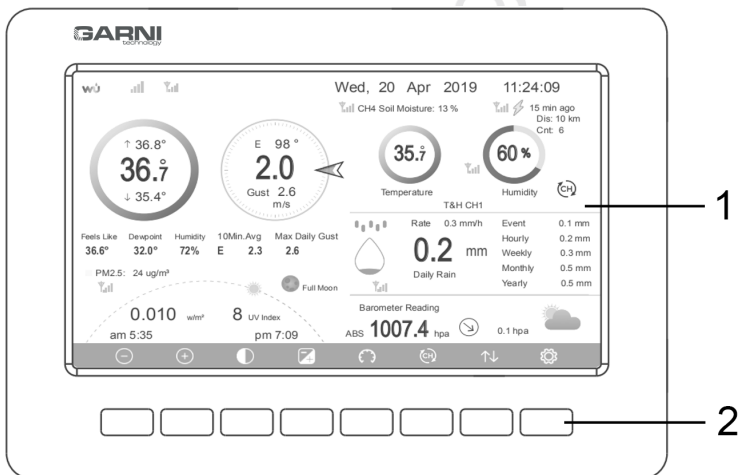 GARNI
technology
wu
Wed, 20 Apr 2019 11:24:09
CH4 Soil Moisture: 13 %
15 min ago
Dis: 10 km
Cnt: 6
↑ 36.8°
36.7°
↓ 35.4°
E 98 °
2.0
Gust 2.6
m/s
35.7°
Temperature
60 %
Humidity
CH
T&H CH1
Feels Like Dewpoint Humidity 10Min.Avg Max Daily Gust
36.6° 32.0° 72% E 2.3 2.6
PM2.5: 24 ug/m³
Full Moon
0.010 w/m² 8 UV Index
am 5:35 pm 7:09
Rate 0.3 mm/h
0.2 mm
Daily Rain
Event 0.1 mm
Hourly 0.2 mm
Weekly 0.3 mm
Monthly 0.5 mm
Yearly 0.5 mm
Barometer Reading
ABS 1007.4 hpa 0.1 hpa
CH
1
2